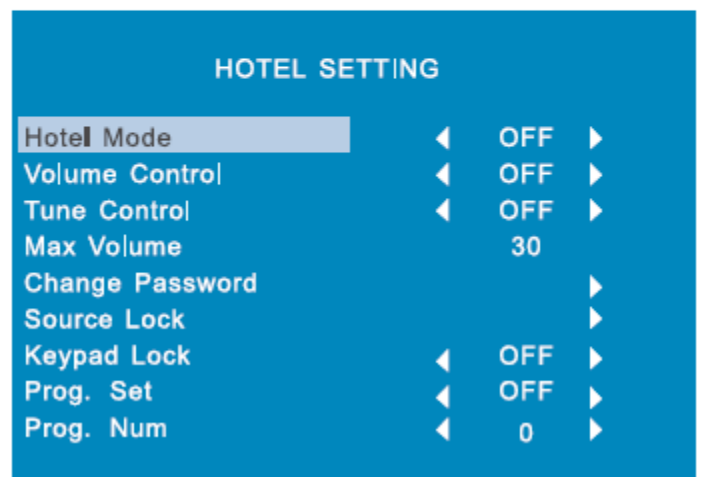 HOTEL SETTING
Hotel Mode OFF
Volume Control OFF
Tune Control OFF
Max Volume 30
Change Password
Source Lock
Keypad Lock OFF
Prog. Set OFF
Prog. Num 0